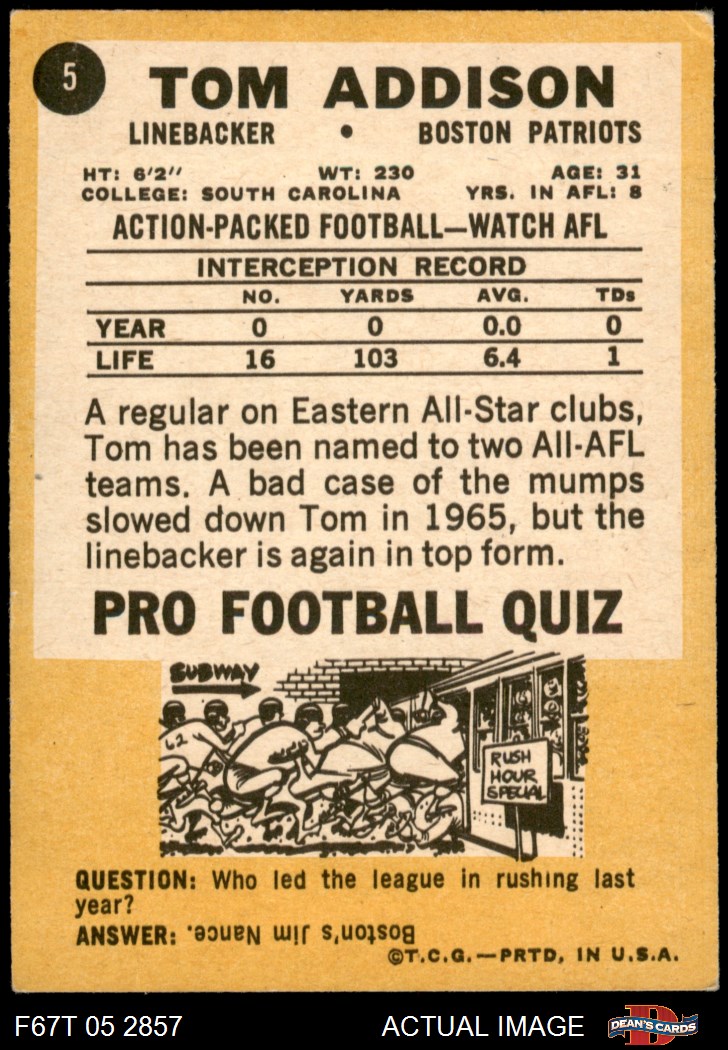 5
TOM ADDISON
LINEBACKER • BOSTON PATRIOTS
HT: 6'2" WT: 230 AGE: 31
COLLEGE: SOUTH CAROLINA YRS. IN AFL: 8
ACTION-PACKED FOOTBALL—WATCH AFL
INTERCEPTION RECORD
NO. YARDS AVG. TDs
YEAR 0 0 0.0 0
LIFE 16 103 6.4 1
A regular on Eastern All-Star clubs,
Tom has been named to two All-AFL
teams. A bad case of the mumps
slowed down Tom in 1965, but the
linebacker is again in top form.
PRO FOOTBALL QUIZ
SUBWAY
62
RUSH
HOUR
SPECIAL
QUESTION: Who led the league in rushing last
year?
ANSWER: Boston's Jim Nance.
©T.C.G.—PRTD, IN U.S.A.
F67T 05 2857 ACTUAL IMAGE DEAN'S CARDS